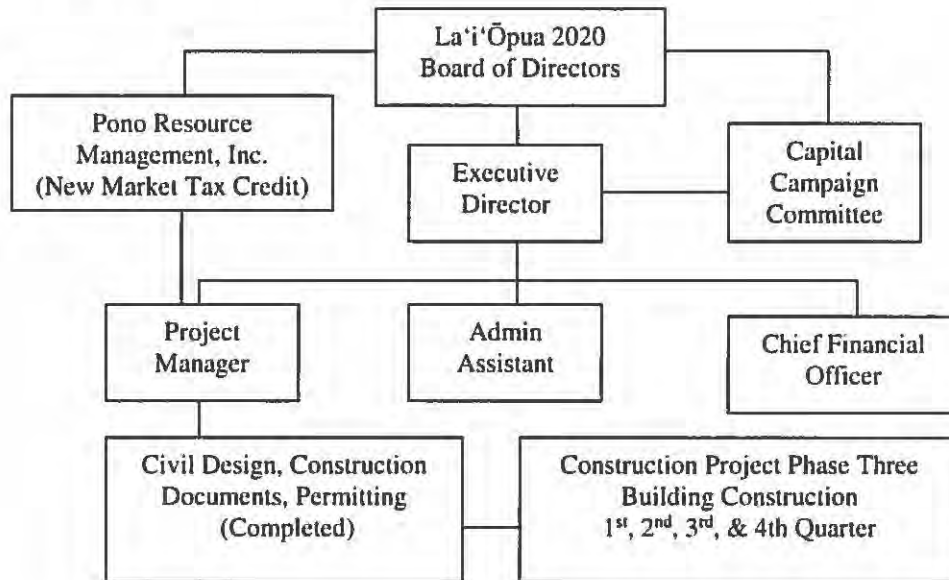 LaʻiʻŌpua 2020
Board of Directors
Pono Resource
Management, Inc.
(New Market Tax Credit)
Executive
Director
Capital
Campaign
Committee
Project
Manager
Admin
Assistant
Chief Financial
Officer
Civil Design, Construction
Documents, Permitting
(Completed)
Construction Project Phase Three
Building Construction
1st, 2nd, 3rd, & 4th Quarter